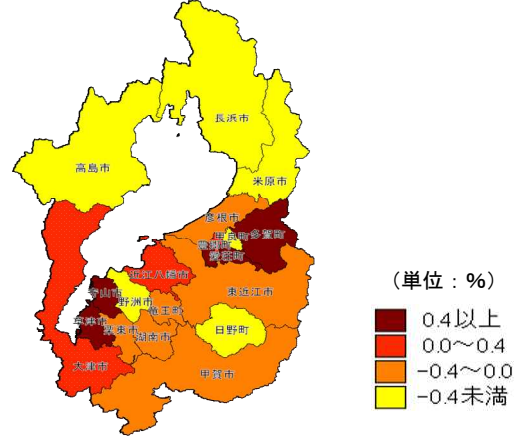 長浜市
高島市
米原市
彦根市
甲良町
多賀町
豊郷町
愛荘町
近江八幡市
東近江市
守山市
野洲市
竜王町
草津市
栗東市
湖南市
日野町
大津市
甲賀市
（単位：％）
0.4以上
0.0～0.4
-0.4～0.0
-0.4未満